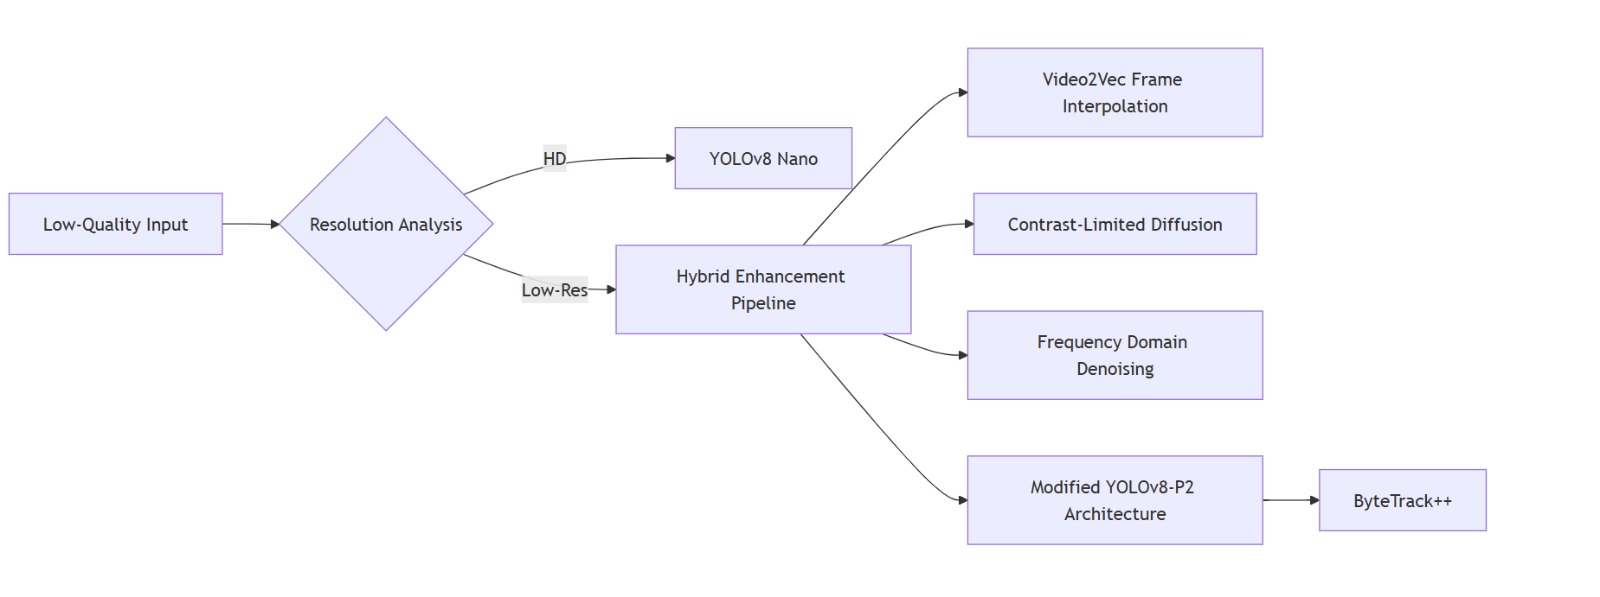 Low-Quality Input
Resolution Analysis
HD
Low-Res
YOLOv8 Nano
Hybrid Enhancement
Pipeline
Video2Vec Frame
Interpolation
Contrast-Limited Diffusion
Frequency Domain
Denoising
Modified YOLOv8-P2
Architecture
ByteTrack++